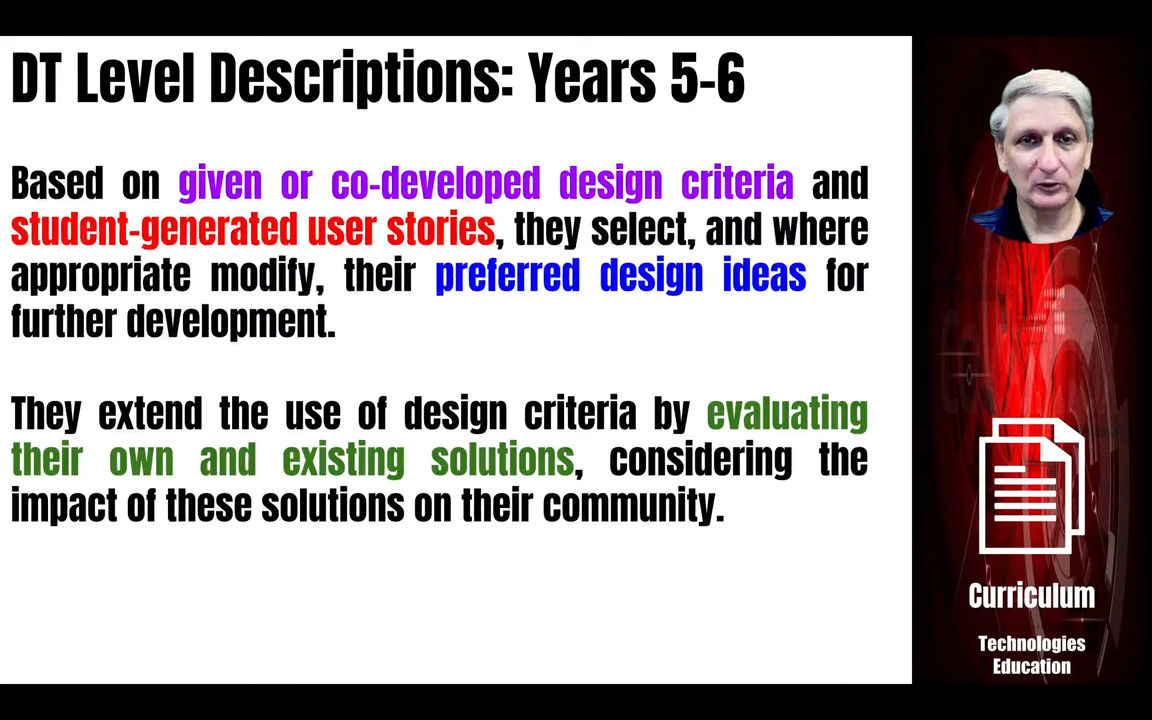 DT Level Descriptions: Years 5-6
Based on given or co-developed design criteria and
student-generated user stories, they select, and where
appropriate modify, their preferred design ideas for
further development.
They extend the use of design criteria by evaluating
their own and existing solutions, considering the
impact of these solutions on their community.
Curriculum
Technologies
Education